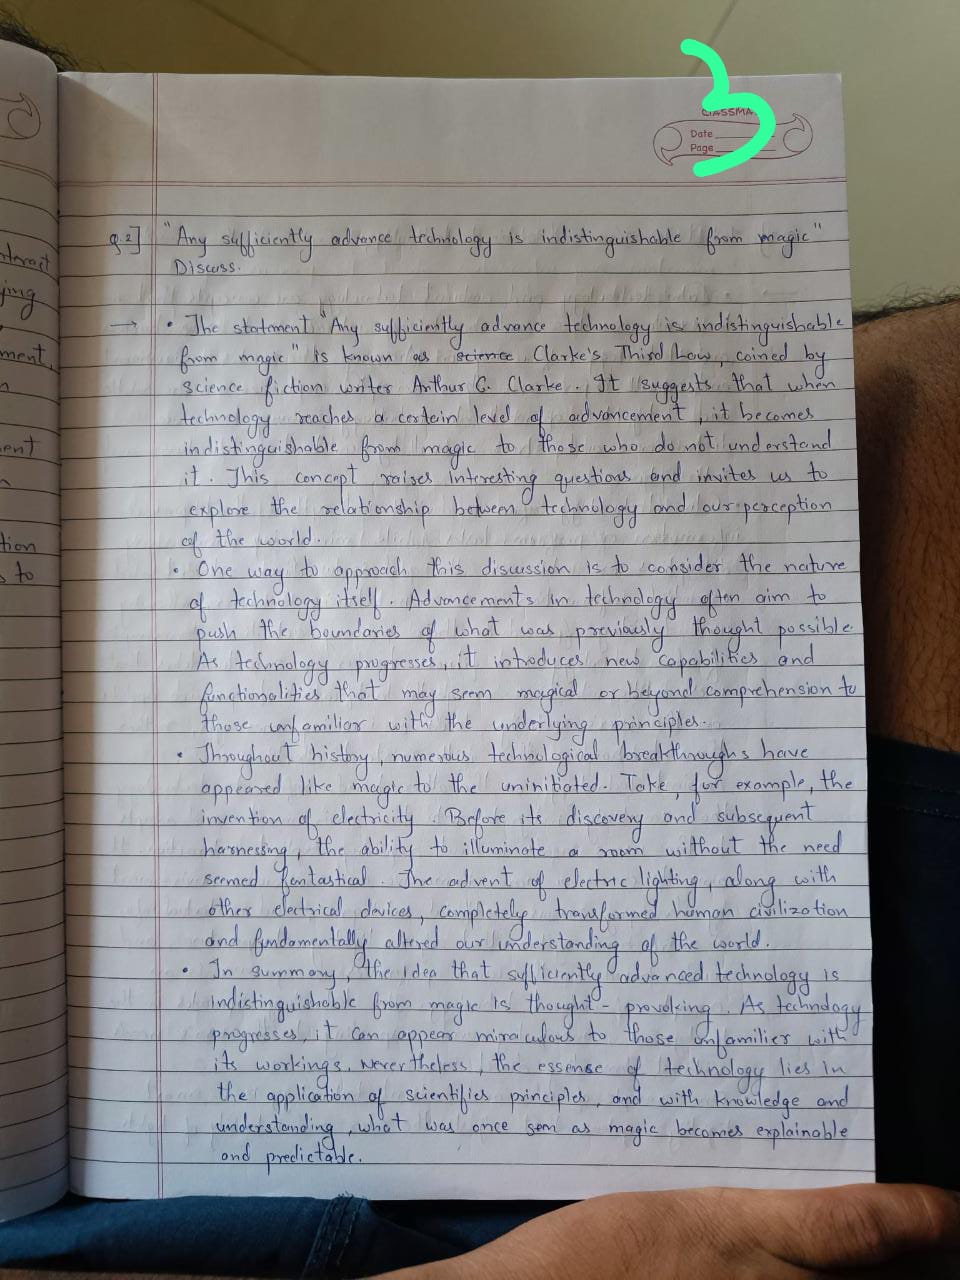 3
CLASSMA
Date
Page
nteract
ying
ment,
n
ent
n
tion
s to
Q.2] "Any sufficiently advance technology is indistinguishable from magic"
Discuss.
→ • The statement "Any sufficiently advance technology is indistinguishable
from magic" is known as science Clarke's Third Law, coined by
science fiction writer Arthur C. Clarke. It suggests that when
technology reaches a certain level of advancement, it becomes
indistinguishable from magic to those who do not understand
it. This concept raises interesting questions and invites us to
explore the relationship between technology and our perception
of the world.
• One way to approach this discussion is to consider the nature
of technology itself. Advancements in technology often aim to
push the boundaries of what was previously thought possible.
As technology progresses, it introduces new capabilities and
functionalities that may seem magical or beyond comprehension to
those unfamiliar with the underlying principles.
• Throughout history, numerous technological breakthroughs have
appeared like magic to the uninitiated. Take, for example, the
invention of electricity. Before its discovery and subsequent
harnessing, the ability to illuminate a room without the need
seemed fantastical. The advent of electric lighting, along with
other electrical devices, completely transformed human civilization
and fundamentally altered our understanding of the world.
• In summary, the idea that sufficiently advanced technology is
indistinguishable from magic is thought-provoking. As technology
progresses, it can appear miraculous to those unfamilier with
its workings. Nevertheless, the essence of technology lies in
the application of scientifics principles, and with knowledge and
understanding, what was once sem as magic becomes explainable
and predictable.